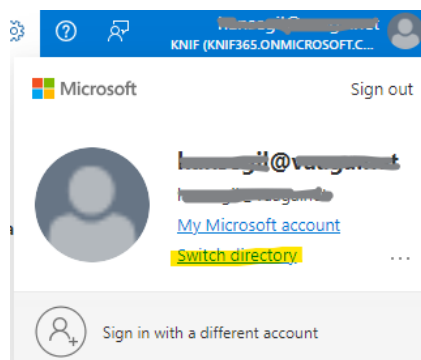 KNIF (KNIF365.ONMICROSOFT.C...
Microsoft
Sign out
My Microsoft account
Switch directory
...
Sign in with a different account